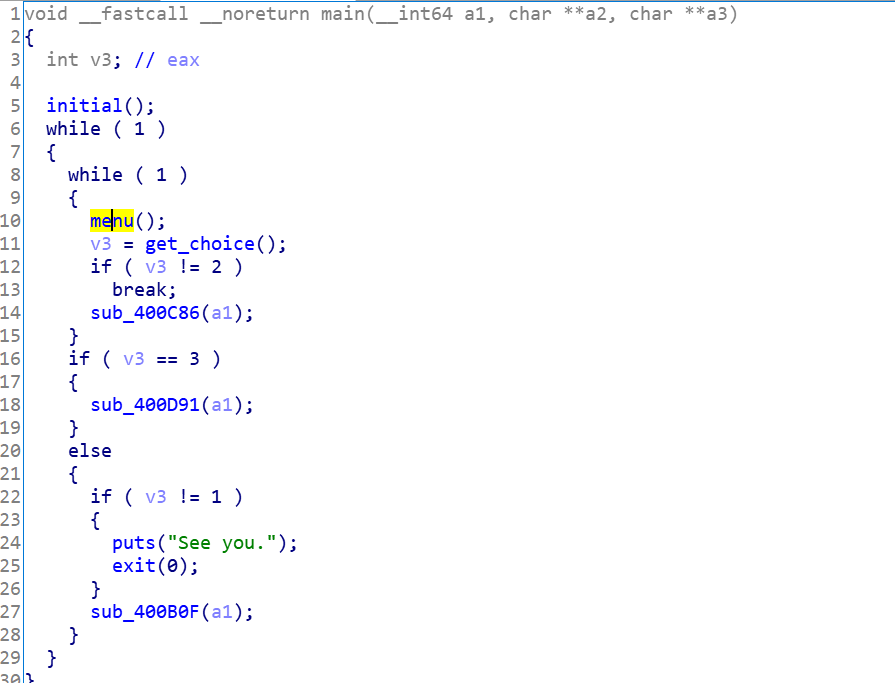 1 void __fastcall __noreturn main(__int64 a1, char **a2, char **a3)
2 {
3   int v3; // eax
4
5   initial();
6   while ( 1 )
7   {
8     while ( 1 )
9     {
10       menu();
11       v3 = get_choice();
12       if ( v3 != 2 )
13         break;
14       sub_400C86(a1);
15     }
16     if ( v3 == 3 )
17     {
18       sub_400D91(a1);
19     }
20     else
21     {
22       if ( v3 != 1 )
23       {
24         puts("See you.");
25         exit(0);
26       }
27       sub_400B0F(a1);
28     }
29   }
30 }